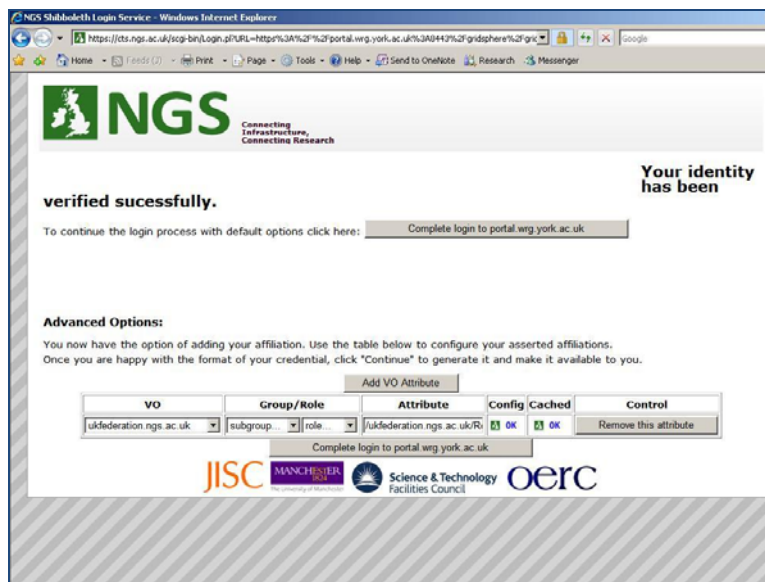 NGS Shibboleth Login Service - Windows Internet Explorer
https://cts.ngs.ac.uk/scgi-bin/Login.pl?URL=https%3A%2F%2Fportal.wrg.york.ac.uk%3A8443%2Fgridsphere%2Fgric
Google
Home Feeds (2) Print Page Tools Help Send to OneNote Research Messenger
NGS
Connecting
Infrastructure,
Connecting Research
Your identity
has been
verified sucessfully.
To continue the login process with default options click here: Complete login to portal.wrg.york.ac.uk
Advanced Options:
You now have the option of adding your affiliation. Use the table below to configure your asserted affiliations.
Once you are happy with the format of your credential, click "Continue" to generate it and make it available to you.
Add VO Attribute
VO Group/Role Attribute Config Cached Control
ukfederation.ngs.ac.uk subgroup... role... /ukfederation.ngs.ac.uk/R OK OK Remove this attribute
Complete login to portal.wrg.york.ac.uk
JISC MANCHESTER 1824 Science & Technology oerc
The University of Manchester Facilities Council